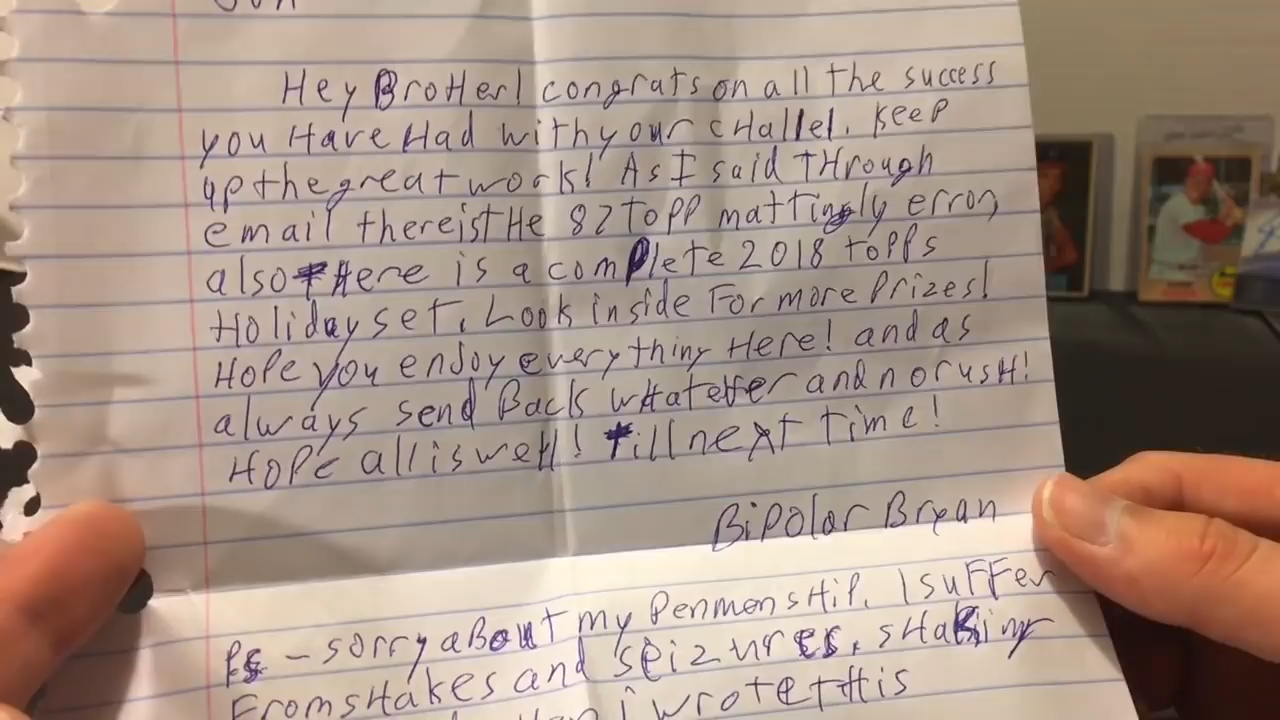 Hey Brother! congrats on all the success
you Have Had with your cHallel. Keep
up the great work! As I said THrough
email there is tHe 82 Topp mattingly error,
also Here is a comPlete 2018 Topps
Holiday set. Look inside For more Prizes!
Hope you enjoy everything Here! and as
always send Back wHatever and no rusH!
Hope all is well! till next Time!
BiPolar Bryan
Ps - sorry aBout my PenmensHip. I suFFer
From sHakes and seizures, sHaking
i wrote tHis